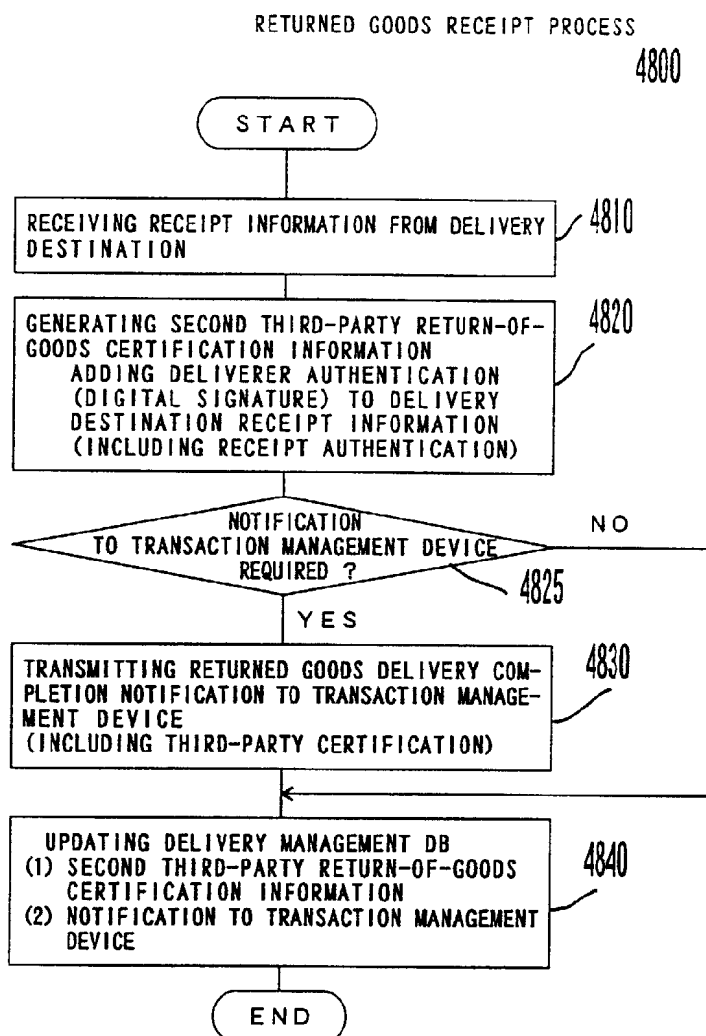 RETURNED GOODS RECEIPT PROCESS
4800
START
RECEIVING RECEIPT INFORMATION FROM DELIVERY
DESTINATION
4810
GENERATING SECOND THIRD-PARTY RETURN-OF-
GOODS CERTIFICATION INFORMATION
ADDING DELIVERER AUTHENTICATION
(DIGITAL SIGNATURE) TO DELIVERY
DESTINATION RECEIPT INFORMATION
(INCLUDING RECEIPT AUTHENTICATION)
4820
NOTIFICATION
TO TRANSACTION MANAGEMENT DEVICE
REQUIRED ?
NO
4825
YES
TRANSMITTING RETURNED GOODS DELIVERY COM-
PLETION NOTIFICATION TO TRANSACTION MANAGE-
MENT DEVICE
(INCLUDING THIRD-PARTY CERTIFICATION)
4830
UPDATING DELIVERY MANAGEMENT DB
(1) SECOND THIRD-PARTY RETURN-OF-GOODS
CERTIFICATION INFORMATION
(2) NOTIFICATION TO TRANSACTION MANAGEMENT
DEVICE
4840
END